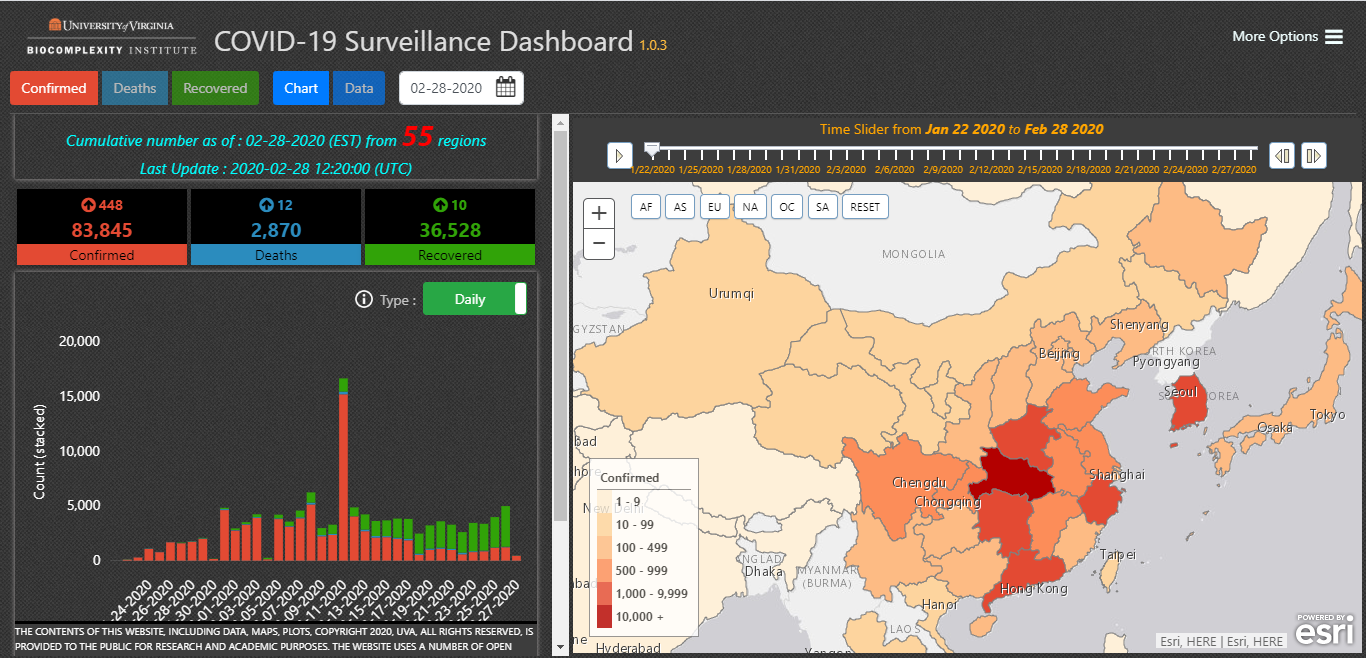 UNIVERSITY of VIRGINIA
BIOCOMPLEXITY INSTITUTE
COVID-19 Surveillance Dashboard 1.0.3
More Options
Confirmed Deaths Recovered Chart Data 02-28-2020
Cumulative number as of : 02-28-2020 (EST) from 55 regions
Last Update : 2020-02-28 12:20:00 (UTC)
448 12 10
83,845 2,870 36,528
Confirmed Deaths Recovered
Type : Daily
Count (stacked)
20,000
15,000
10,000
5,000
0
-24-2020 -26-2020 -28-2020 -30-2020 -01-2020 -03-2020 -05-2020 -07-2020 -09-2020 -11-2020 -13-2020 -15-2020 -17-2020 -19-2020 -21-2020 -23-2020 -25-2020 -27-2020
THE CONTENTS OF THIS WEBSITE, INCLUDING DATA, MAPS, PLOTS, COPYRIGHT 2020, UVA, ALL RIGHTS RESERVED, IS
PROVIDED TO THE PUBLIC FOR RESEARCH AND ACADEMIC PURPOSES. THE WEBSITE USES A NUMBER OF OPEN
Time Slider from Jan 22 2020 to Feb 28 2020
1/22/2020 1/25/2020 1/28/2020 1/31/2020 2/3/2020 2/6/2020 2/9/2020 2/12/2020 2/15/2020 2/18/2020 2/21/2020 2/24/2020 2/27/2020
+
−
AF AS EU NA OC SA RESET
MONGOLIA
Urumqi
GYZSTAN
Shenyang
Beijing
RTH KOREA
Pyongyang
Seoul
S OREA
Tokyo
Osaka
bad
hore
Chengdu
Shanghai
Chongqing
New Delhi
Confirmed
1 - 9
10 - 99
100 - 499
500 - 999
1,000 - 9,999
10,000 +
NGLAD
Dhaka
MYANMAR
(BURMA)
Taipei
Hong Kong
bad
Hanoi
LAOS
ne
Hyderabad
Yangon
Esri, HERE | Esri, HERE
POWERED BY
esri